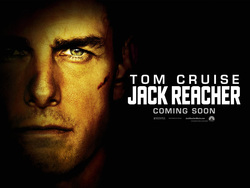 TOM CRUISE
JACK REACHER
COMING SOON